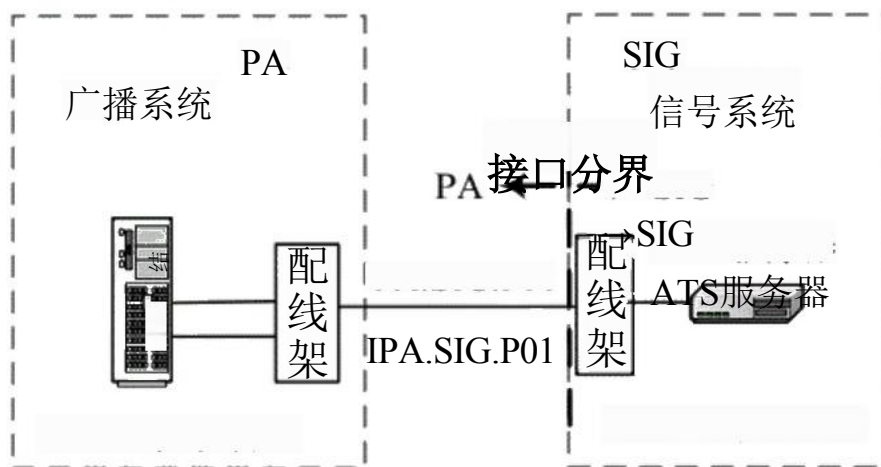 PA
广播系统
SIG
信号系统
接口分界
PA
→SIG
配线架
配线架
ATS服务器
IPA.SIG.P01